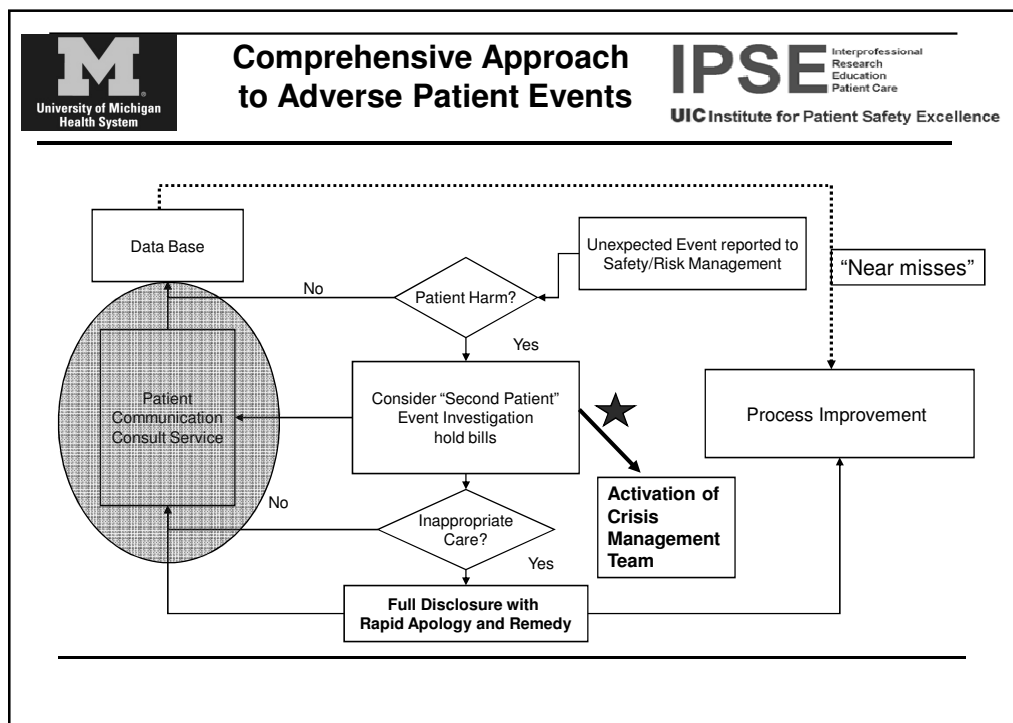 M
University of Michigan
Health System
Comprehensive Approach
to Adverse Patient Events
IPSE
Interprofessional
Research
Education
Patient Care
UIC Institute for Patient Safety Excellence
Data Base
Unexpected Event reported to
Safety/Risk Management
“Near misses”
No
Patient Harm?
Yes
Patient
Communication
Consult Service
Consider “Second Patient”
Event Investigation
hold bills
Process Improvement
Activation of
Crisis
Management
Team
No
Inappropriate
Care?
Yes
Full Disclosure with
Rapid Apology and Remedy